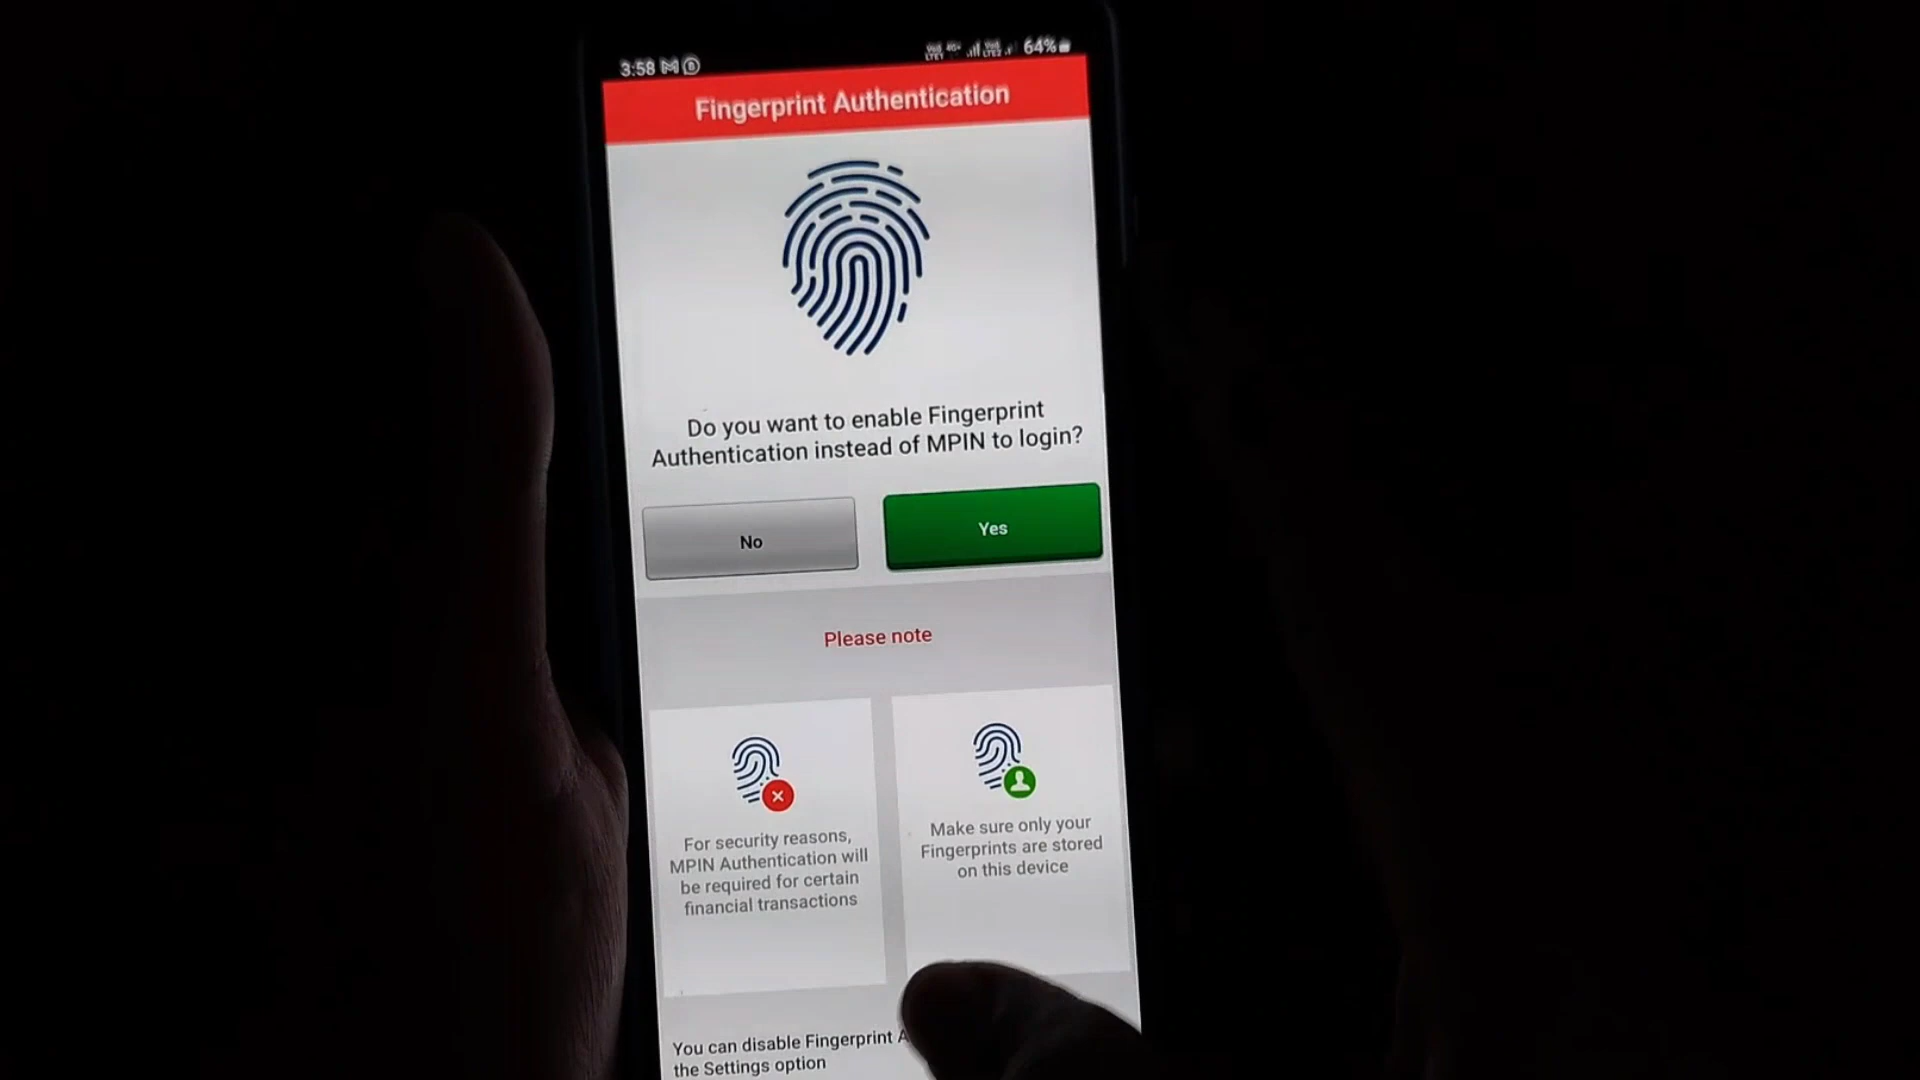 3:58 64%
Fingerprint Authentication
Do you want to enable Fingerprint
Authentication instead of MPIN to login?
No Yes
Please note
For security reasons,
MPIN Authentication will
be required for certain
financial transactions
Make sure only your
Fingerprints are stored
on this device
You can disable Fingerprint A
the Settings option